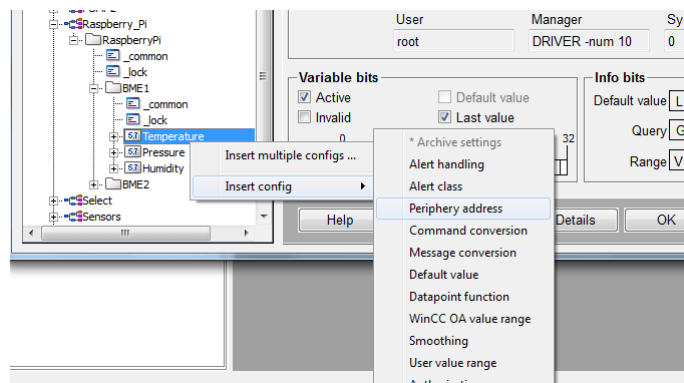 User Manager Sy
root DRIVER -num 10 0
Raspberry_Pi
RaspberryPi
_common
_lock
BME1
_common
_lock
Temperature
Pressure
Humidity
BME2
Select
Sensors
Variable bits
Active Default value
Invalid Last value
0 32
Info bits
Default value L
Query G
Range V
Insert multiple configs ...
Insert config
* Archive settings
Alert handling
Alert class
Periphery address
Command conversion
Message conversion
Default value
Datapoint function
WinCC OA value range
Smoothing
User value range
Help Details OK